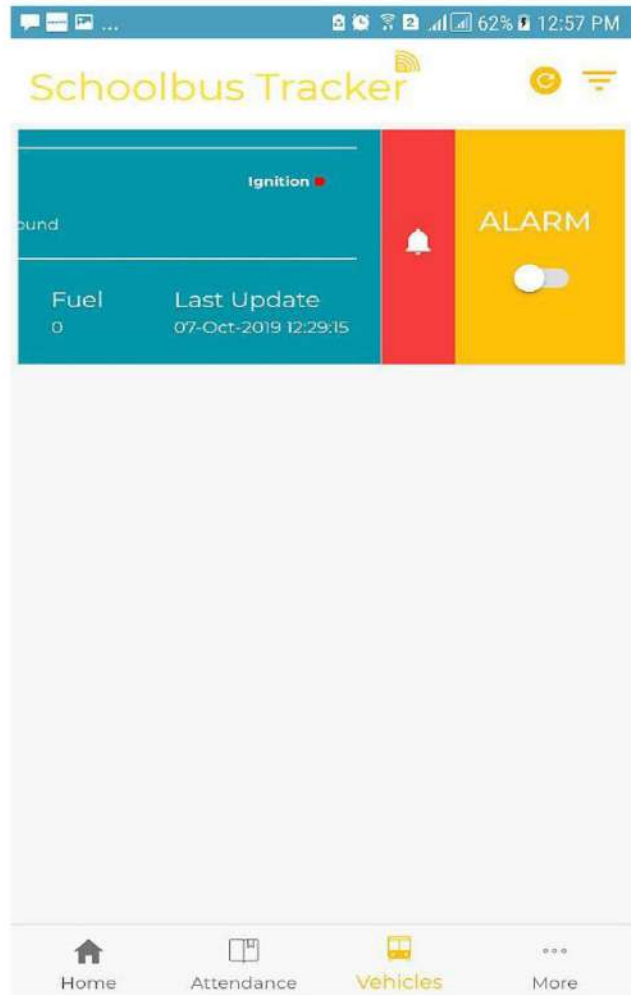 ... 2 62% 12:57 PM
Schoolbus Tracker
Ignition
ound
ALARM
Fuel Last Update
0 07-Oct-2019 12:29:15
Home Attendance Vehicles More